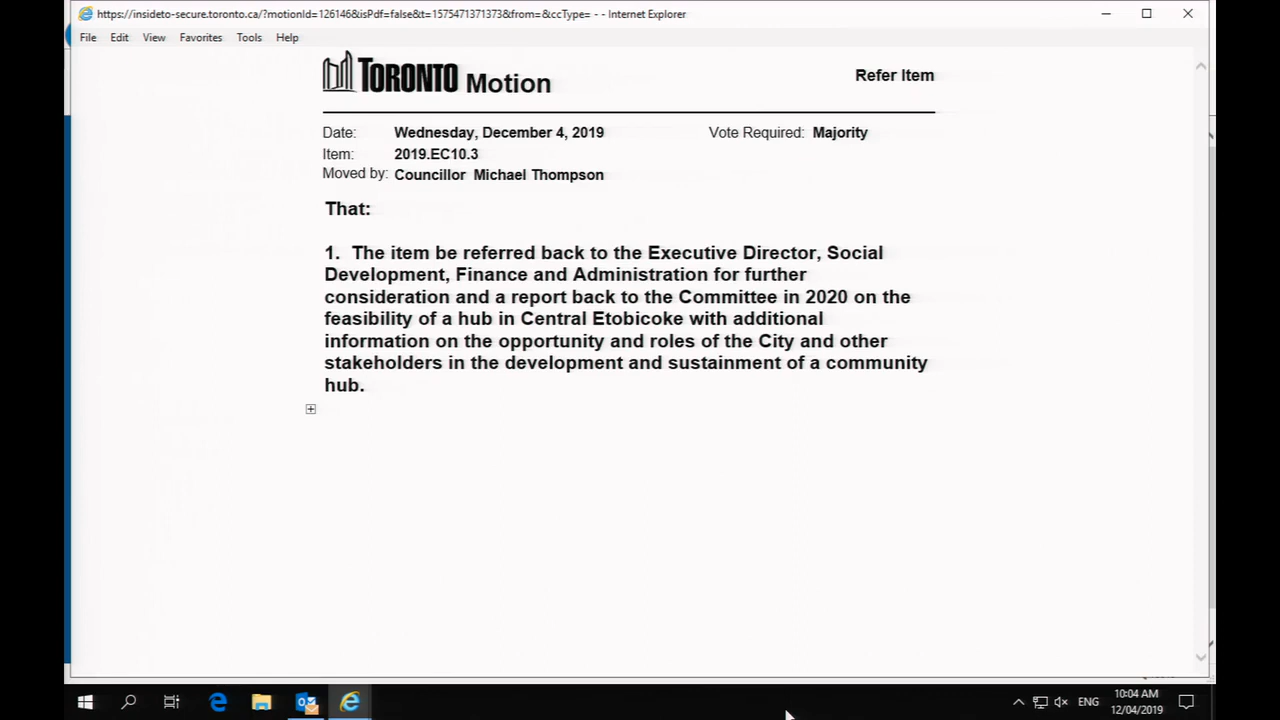 https://insideto-secure.toronto.ca/?motionId=126146&isPdf=false&t=1575471371373&from=&ccType= - - Internet Explorer
File Edit View Favorites Tools Help
TORONTO Motion
Refer Item
Date: Wednesday, December 4, 2019 Vote Required: Majority
Item: 2019.EC10.3
Moved by: Councillor Michael Thompson
That:
1. The item be referred back to the Executive Director, Social
Development, Finance and Administration for further
consideration and a report back to the Committee in 2020 on the
feasibility of a hub in Central Etobicoke with additional
information on the opportunity and roles of the City and other
stakeholders in the development and sustainment of a community
hub.
ENG
10:04 AM
12/04/2019